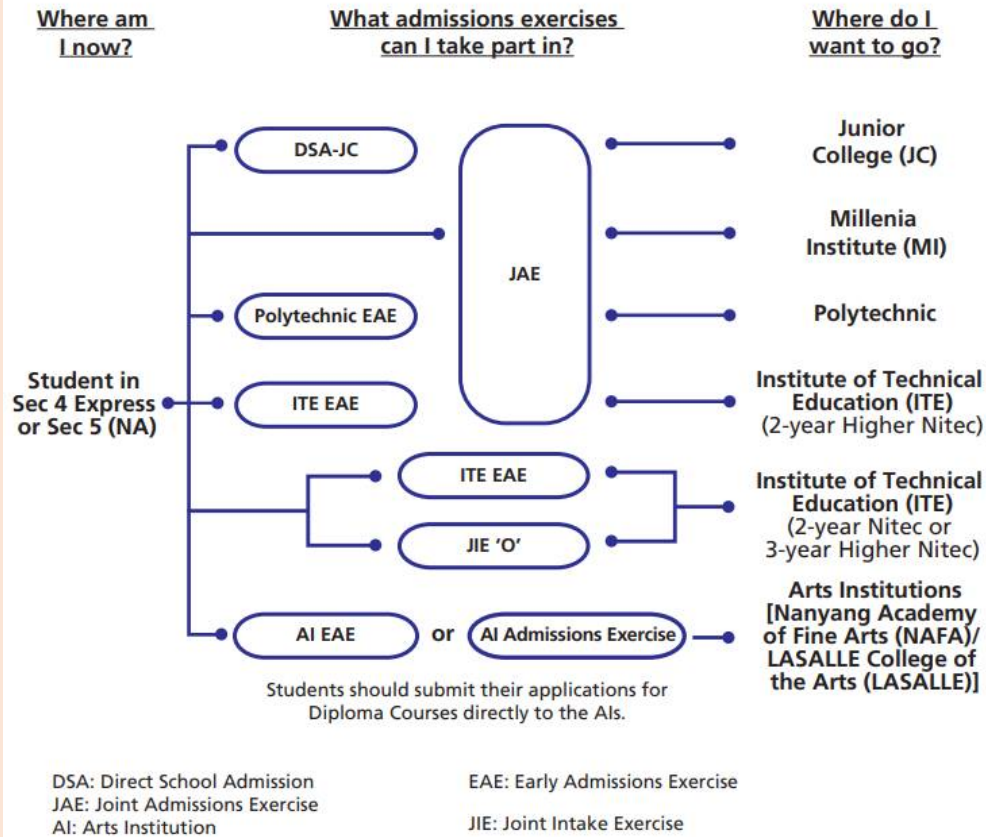 Where am
I now?
What admissions exercises
can I take part in?
Where do I
want to go?
DSA-JC
Junior
College (JC)
Millenia
Institute (MI)
JAE
Polytechnic EAE
Polytechnic
Student in
Sec 4 Express
or Sec 5 (NA)
ITE EAE
Institute of Technical
Education (ITE)
(2-year Higher Nitec)
ITE EAE
JIE ‘O’
Institute of Technical
Education (ITE)
(2-year Nitec or
3-year Higher Nitec)
AI EAE
or
AI Admissions Exercise
Arts Institutions
[Nanyang Academy
of Fine Arts (NAFA)/
LASALLE College of
the Arts (LASALLE)]
Students should submit their applications for
Diploma Courses directly to the AIs.
DSA: Direct School Admission
JAE: Joint Admissions Exercise
AI: Arts Institution
EAE: Early Admissions Exercise
JIE: Joint Intake Exercise